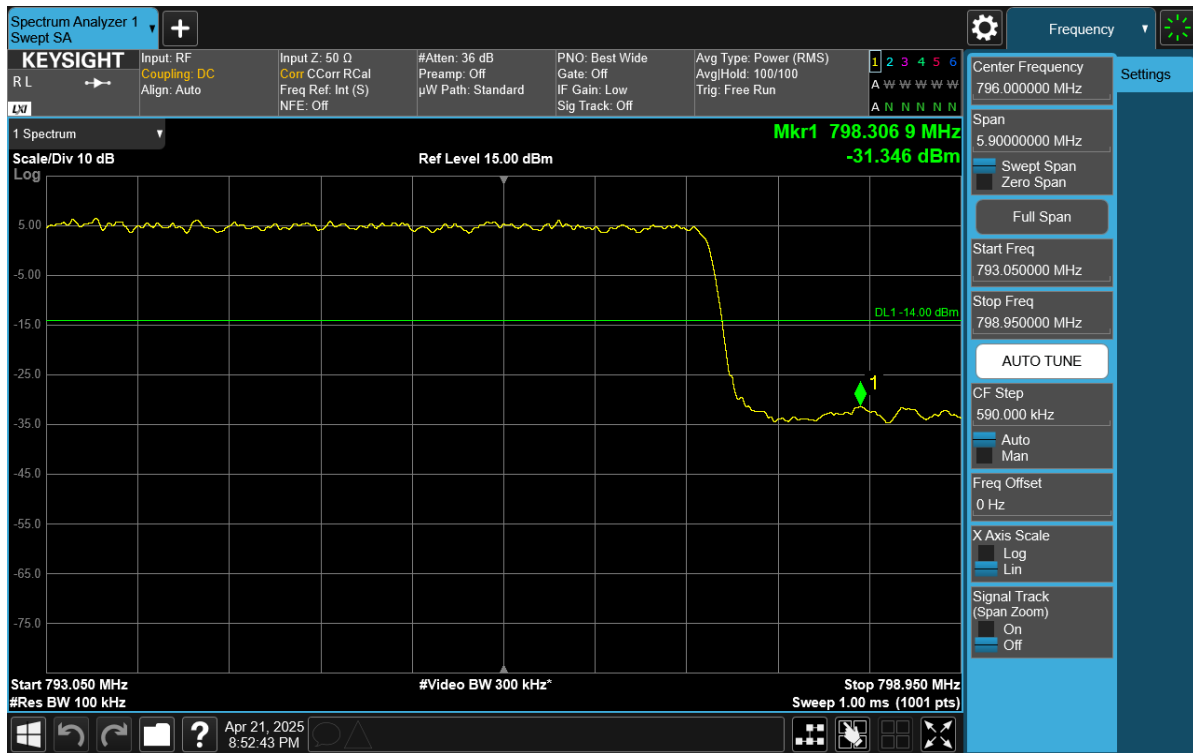 Spectrum Analyzer 1
Swept SA
Frequency
KEYSIGHT
R L
LXI
Input: RF
Coupling: DC
Align: Auto
Input Z: 50 Ω
Corr CCorr RCal
Freq Ref: Int (S)
NFE: Off
#Atten: 36 dB
Preamp: Off
µW Path: Standard
PNO: Best Wide
Gate: Off
IF Gain: Low
Sig Track: Off
Avg Type: Power (RMS)
Avg|Hold: 100/100
Trig: Free Run
1 2 3 4 5 6
A W W W W W
A N N N N N
1 Spectrum
Scale/Div 10 dB
Log
Ref Level 15.00 dBm
Mkr1 798.306 9 MHz
-31.346 dBm
5.00
-5.00
-15.0
-25.0
-35.0
-45.0
-55.0
-65.0
-75.0
DL1 -14.00 dBm
1
Start 793.050 MHz
#Res BW 100 kHz
#Video BW 300 kHz*
Stop 798.950 MHz
Sweep 1.00 ms (1001 pts)
Center Frequency
796.000000 MHz
Span
5.90000000 MHz
Swept Span
Zero Span
Full Span
Start Freq
793.050000 MHz
Stop Freq
798.950000 MHz
AUTO TUNE
CF Step
590.000 kHz
Auto
Man
Freq Offset
0 Hz
X Axis Scale
Log
Lin
Signal Track
(Span Zoom)
On
Off
Settings
?
Apr 21, 2025
8:52:43 PM